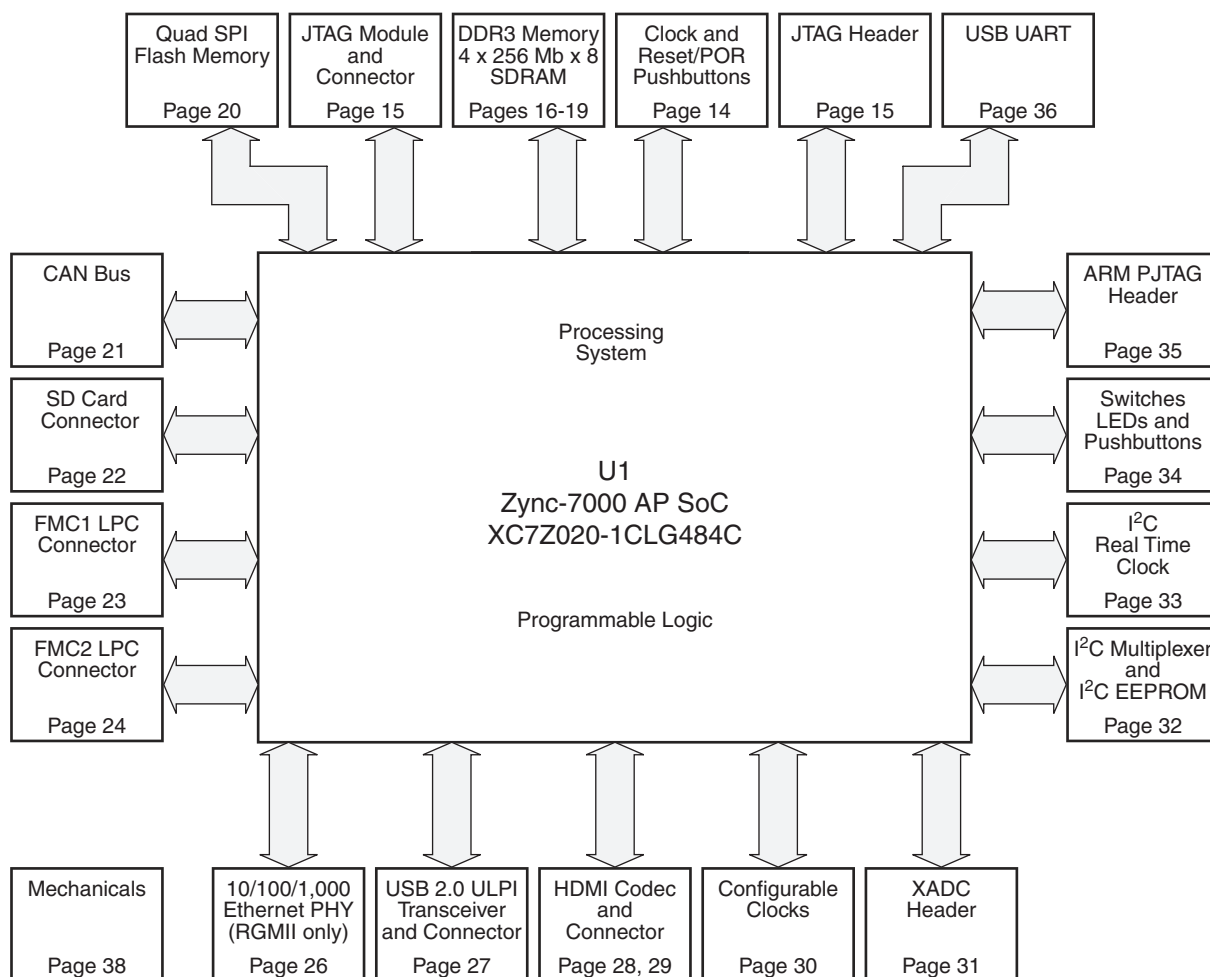 Quad SPI
Flash Memory
Page 20
JTAG Module
and
Connector
Page 15
DDR3 Memory
4 x 256 Mb x 8
SDRAM
Pages 16-19
Clock and
Reset/POR
Pushbuttons
Page 14
JTAG Header
Page 15
USB UART
Page 36
CAN Bus
Page 21
SD Card
Connector
Page 22
FMC1 LPC
Connector
Page 23
FMC2 LPC
Connector
Page 24
Processing
System
U1
Zync-7000 AP SoC
XC7Z020-1CLG484C
Programmable Logic
ARM PJTAG
Header
Page 35
Switches
LEDs and
Pushbuttons
Page 34
I²C
Real Time
Clock
Page 33
I²C Multiplexer
and
I²C EEPROM
Page 32
Mechanicals
Page 38
10/100/1,000
Ethernet PHY
(RGMII only)
Page 26
USB 2.0 ULPI
Transceiver
and Connector
Page 27
HDMI Codec
and
Connector
Page 28, 29
Configurable
Clocks
Page 30
XADC
Header
Page 31